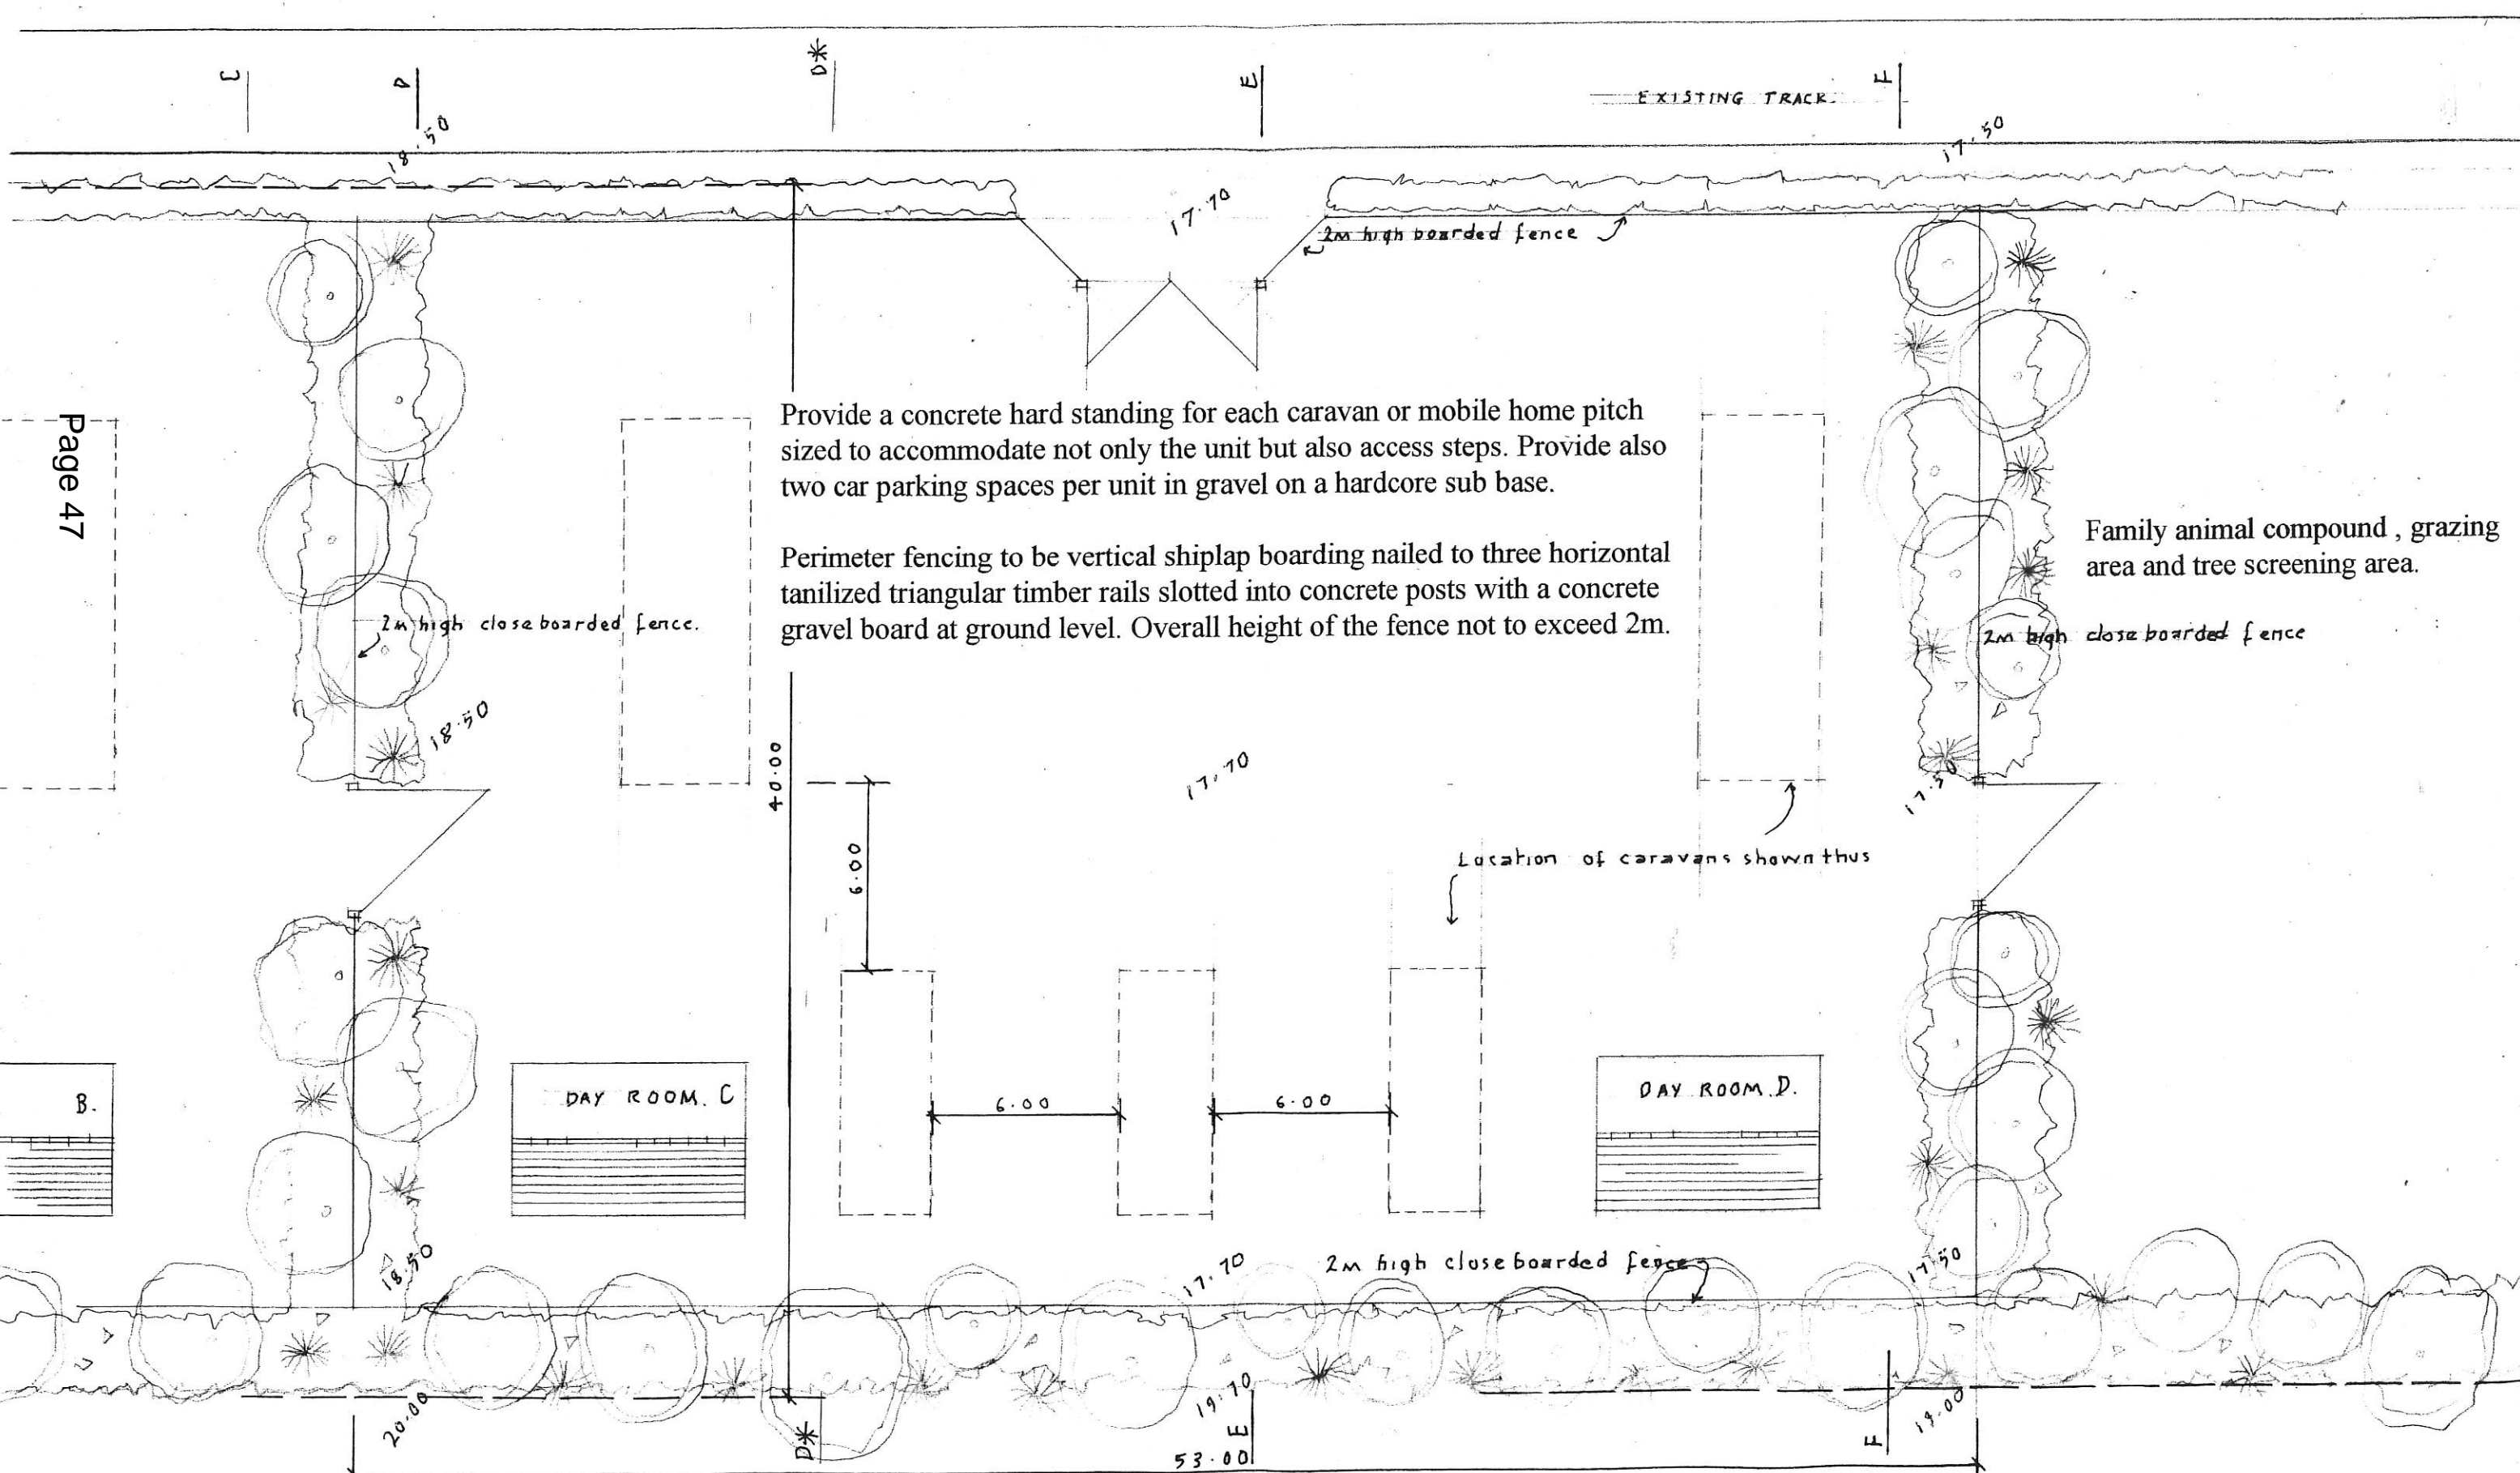 C
D
D*
E
EXISTING TRACK.
F
18.50
17.50
17.70
2m high boarded fence
Provide a concrete hard standing for each caravan or mobile home pitch
sized to accommodate not only the unit but also access steps. Provide also
two car parking spaces per unit in gravel on a hardcore sub base.
Perimeter fencing to be vertical shiplap boarding nailed to three horizontal
tanilized triangular timber rails slotted into concrete posts with a concrete
gravel board at ground level. Overall height of the fence not to exceed 2m.
Page 47
Family animal compound , grazing
area and tree screening area.
2m high close boarded fence.
2m high close boarded fence
18.50
40.00
17.70
17.50
6.00
Location of caravans shown thus
B.
DAY ROOM. C
6.00
6.00
DAY ROOM. D.
18.50
17.70
2m high close boarded fence
17.50
20.00
D*
19.70
E
53.00
F
19.00